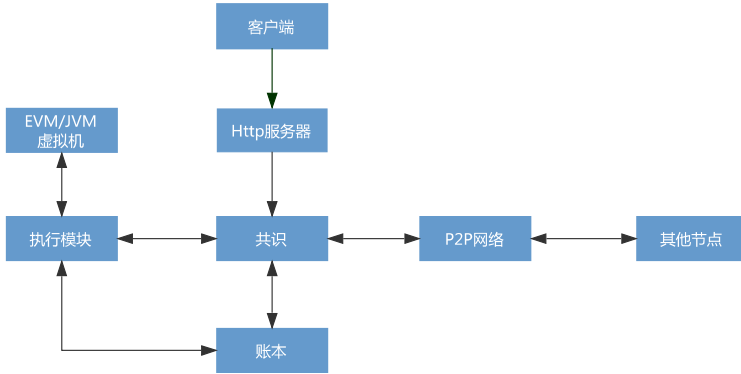 客户端
EVM/JVM
虚拟机
Http服务器
执行模块
共识
P2P网络
其他节点
账本